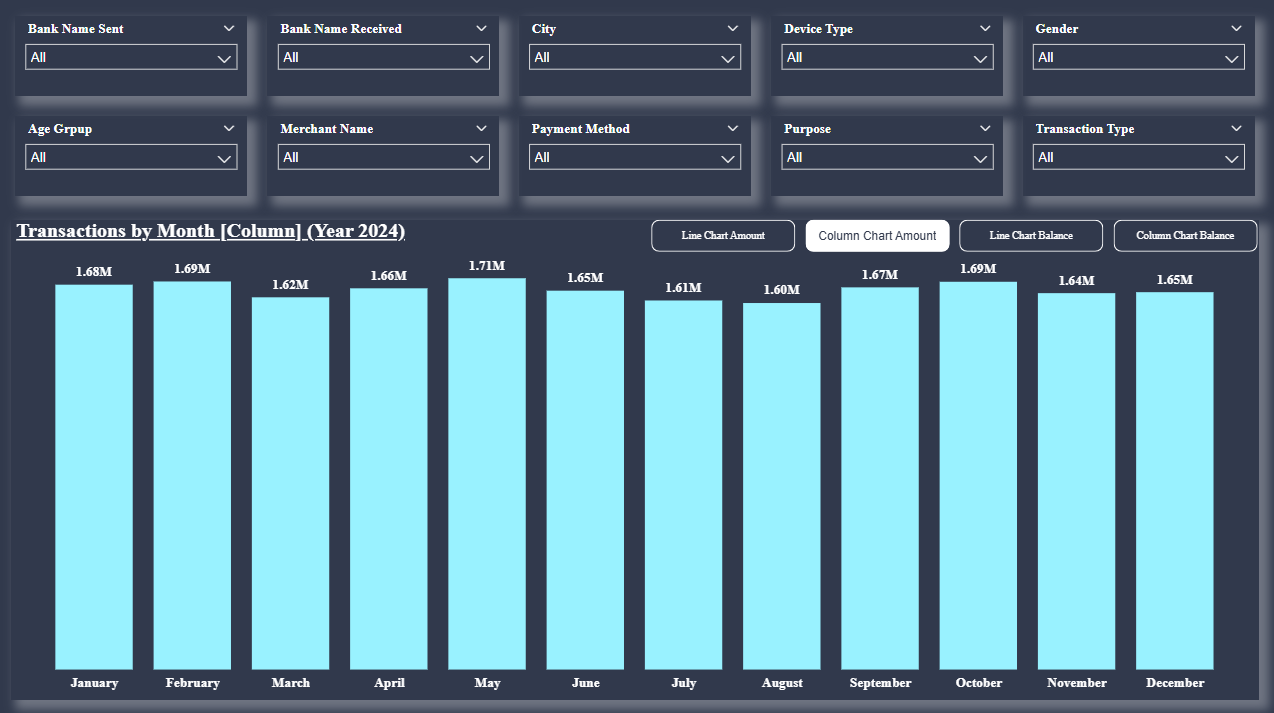 Bank Name Sent Bank Name Received City Device Type Gender
All All All All All
Age Grpup Merchant Name Payment Method Purpose Transaction Type
All All All All All
Transactions by Month [Column] (Year 2024) Line Chart Amount Column Chart Amount Line Chart Balance Column Chart Balance
1.68M 1.69M 1.62M 1.66M 1.71M 1.65M 1.61M 1.60M 1.67M 1.69M 1.64M 1.65M
January February March April May June July August September October November December